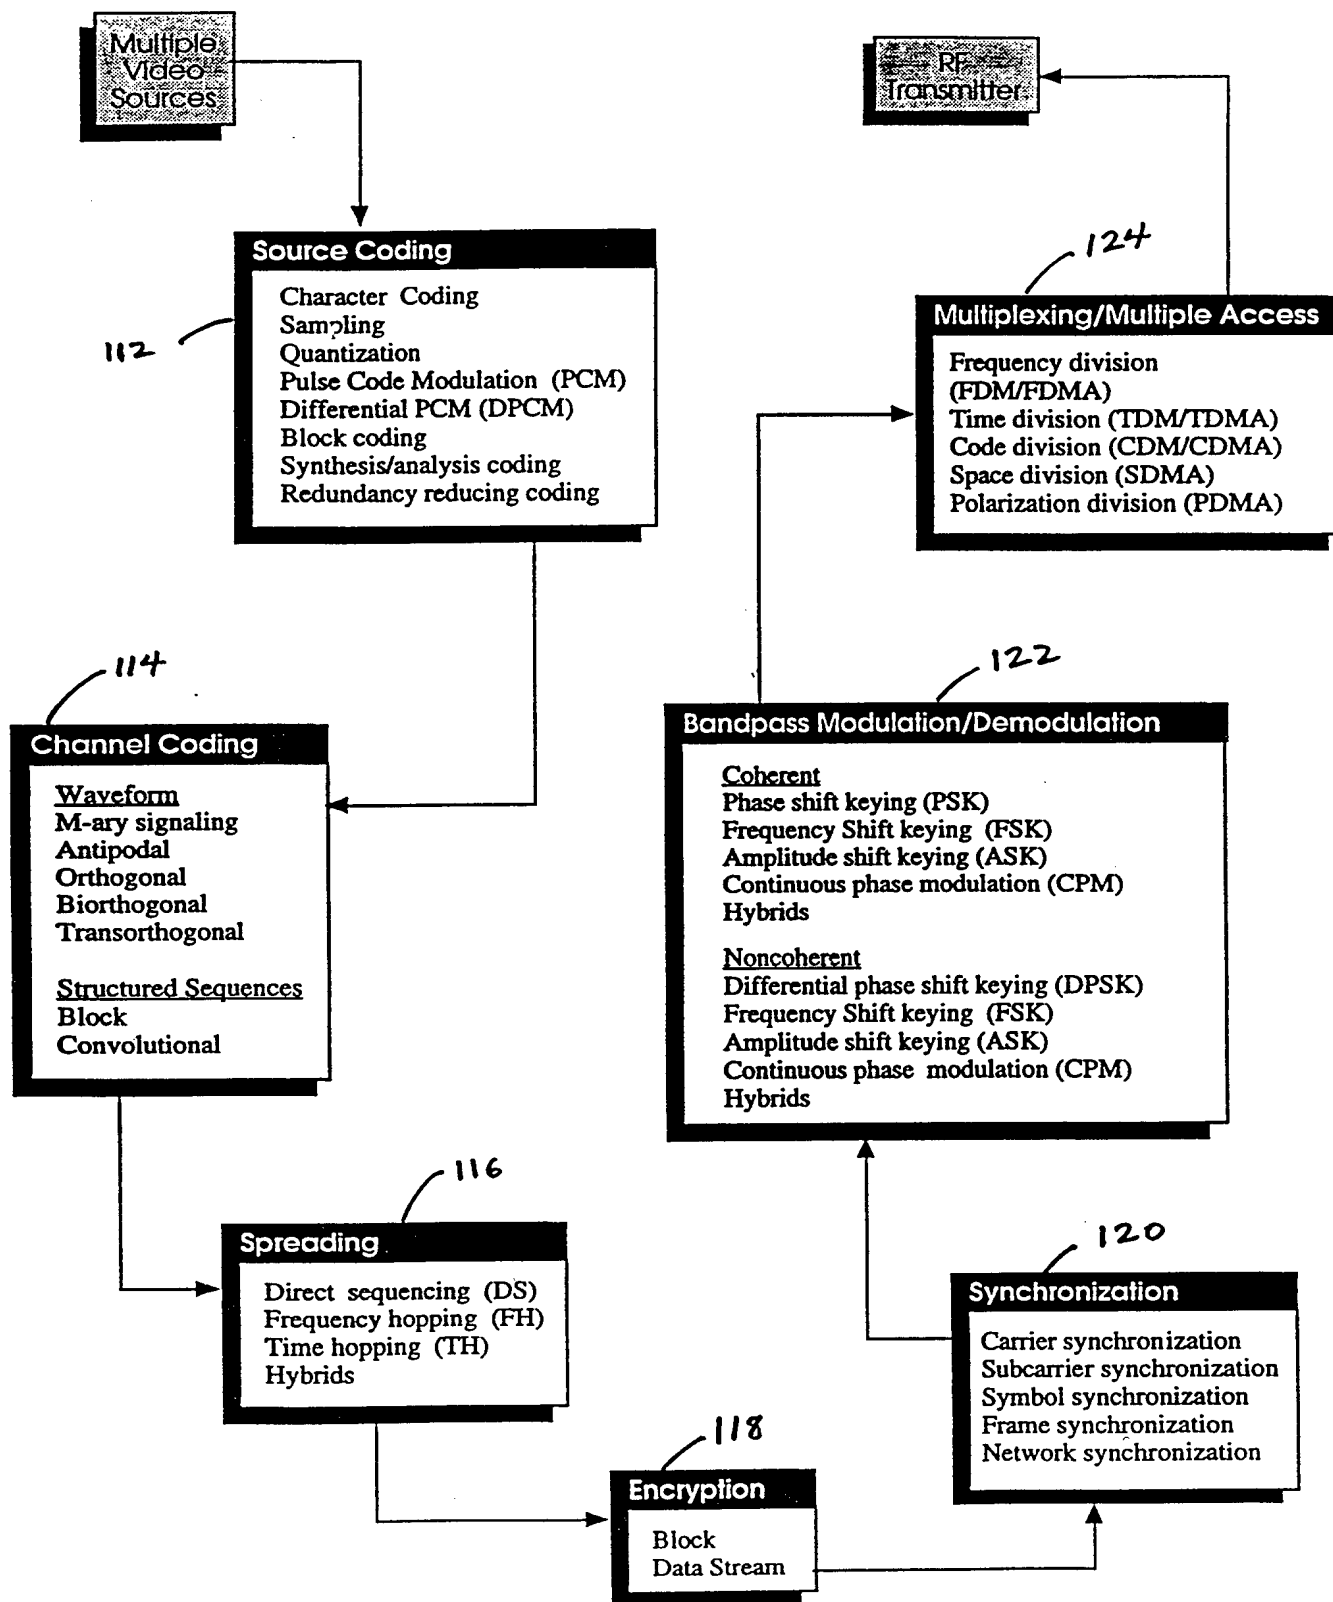 Multiple
Video
Sources
RF
Transmitter
Source Coding
Character Coding
Sampling
Quantization
Pulse Code Modulation (PCM)
Differential PCM (DPCM)
Block coding
Synthesis/analysis coding
Redundancy reducing coding
112
124
Multiplexing/Multiple Access
Frequency division
(FDM/FDMA)
Time division (TDM/TDMA)
Code division (CDM/CDMA)
Space division (SDMA)
Polarization division (PDMA)
114
Channel Coding
Waveform
M-ary signaling
Antipodal
Orthogonal
Biorthogonal
Transorthogonal
Structured Sequences
Block
Convolutional
122
Bandpass Modulation/Demodulation
Coherent
Phase shift keying (PSK)
Frequency Shift keying (FSK)
Amplitude shift keying (ASK)
Continuous phase modulation (CPM)
Hybrids
Noncoherent
Differential phase shift keying (DPSK)
Frequency Shift keying (FSK)
Amplitude shift keying (ASK)
Continuous phase modulation (CPM)
Hybrids
116
Spreading
Direct sequencing (DS)
Frequency hopping (FH)
Time hopping (TH)
Hybrids
120
Synchronization
Carrier synchronization
Subcarrier synchronization
Symbol synchronization
Frame synchronization
Network synchronization
118
Encryption
Block
Data Stream